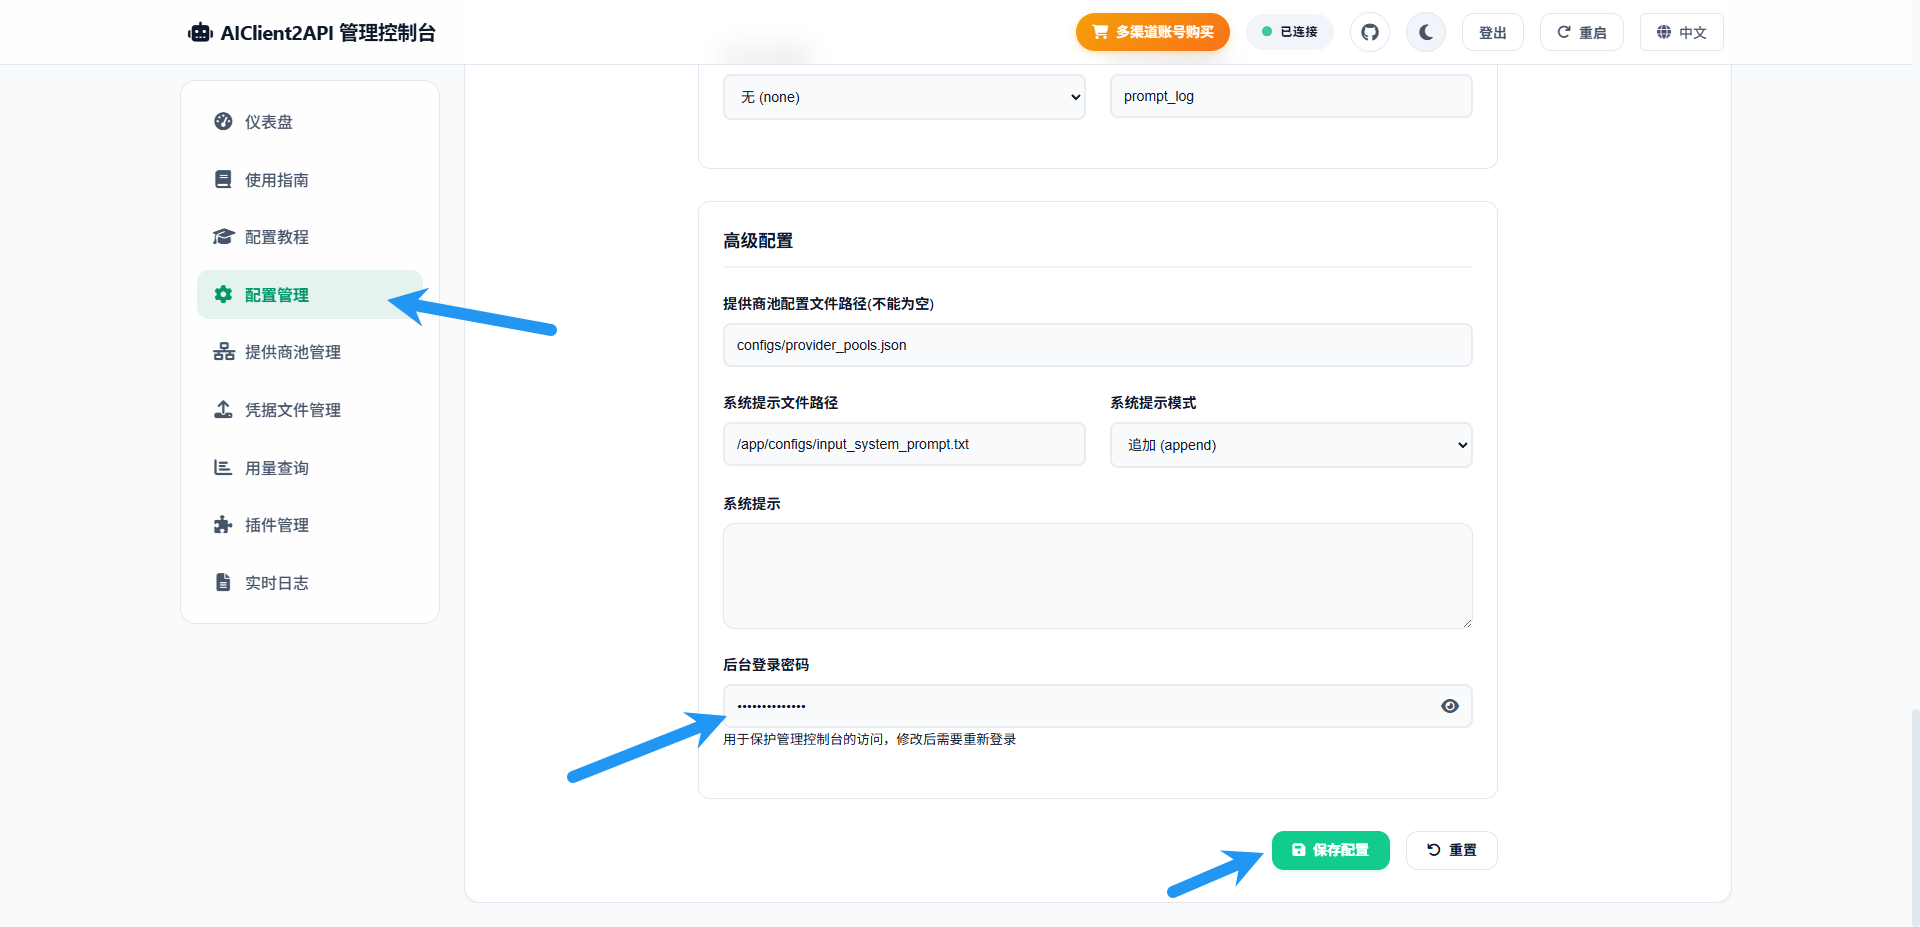 AIClient2API 管理控制台
多渠道账号购买
已连接
登出
重启
中文
仪表盘
使用指南
配置教程
配置管理
提供商池管理
凭据文件管理
用量查询
插件管理
实时日志
无 (none)
prompt_log
高级配置
提供商池配置文件路径(不能为空)
configs/provider_pools.json
系统提示文件路径
系统提示模式
/app/configs/input_system_prompt.txt
追加 (append)
系统提示
后台登录密码
••••••••••••••
用于保护管理控制台的访问，修改后需要重新登录
保存配置
重置